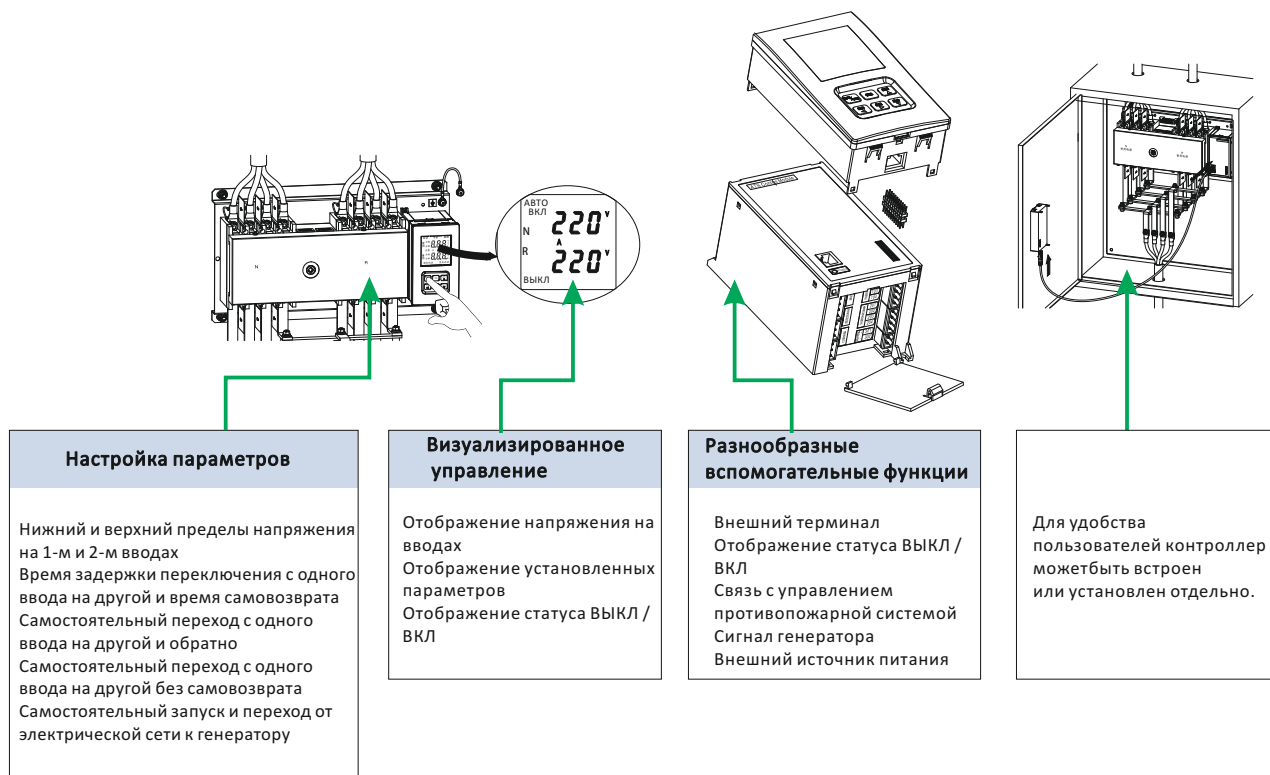 АВТО
ВКЛ
N 220 v
A
R 220 v
ВЫКЛ
N
R
Настройка параметров
Нижний и верхний пределы напряжения
на 1-м и 2-м вводах
Время задержки переключения с одного
ввода на другой и время самовозврата
Самостоятельный переход с одного
ввода на другой и обратно
Самостоятельный переход с одного
ввода на другой без самовозврата
Самостоятельный запуск и переход от
электрической сети к генератору
Визуализированное
управление
Отображение напряжения на
вводах
Отображение установленных
параметров
Отображение статуса ВЫКЛ /
ВКЛ
Разнообразные
вспомогательные функции
Внешний терминал
Отображение статуса ВЫКЛ /
ВКЛ
Связь с управлением
противопожарной системой
Сигнал генератора
Внешний источник питания
Для удобства
пользователей контроллер
можетбыть встроен
или установлен отдельно.